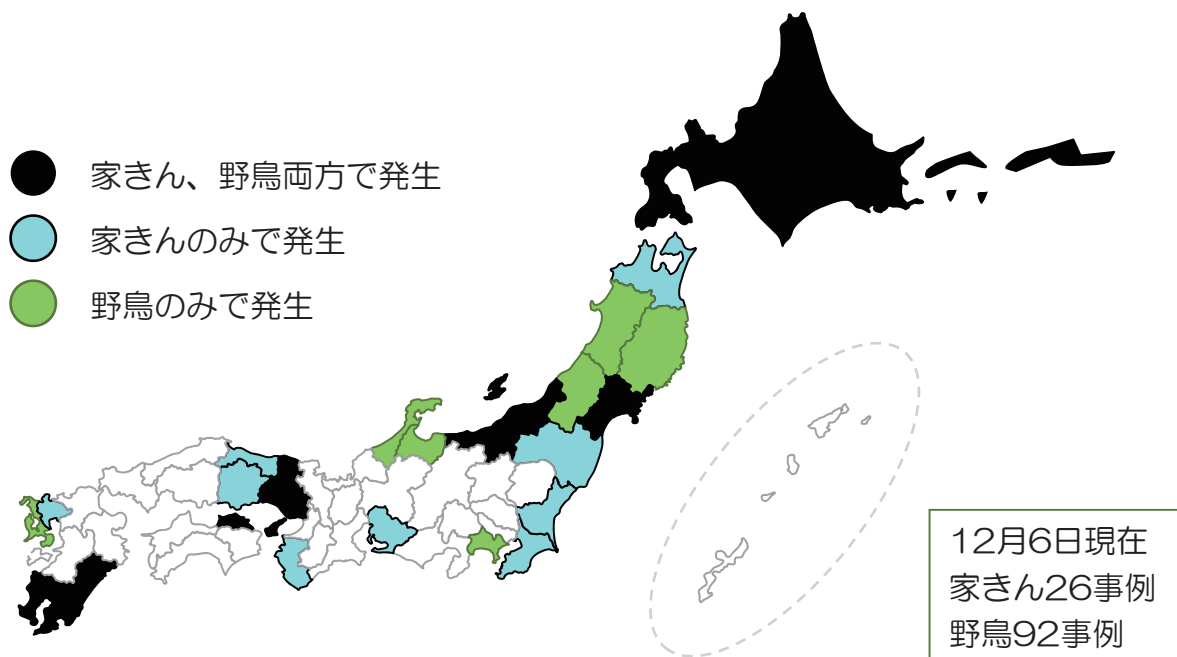 家きん、野鳥両方で発生
家きんのみで発生
野鳥のみで発生
12月6日現在
家きん26事例
野鳥92事例